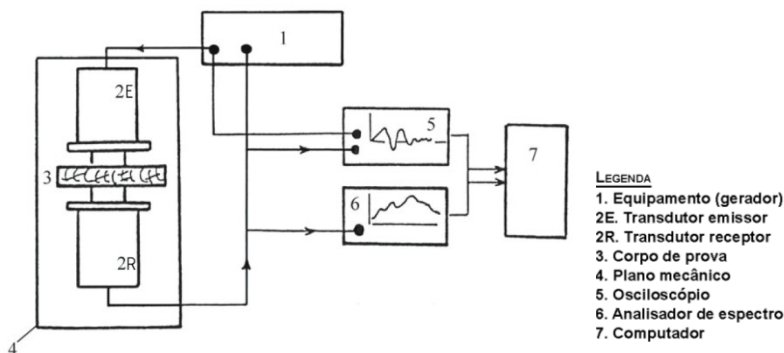 1
2E
3
2R
4
5
6
7
LEGENDA
1. Equipamento (gerador)
2E. Transdutor emissor
2R. Transdutor receptor
3. Corpo de prova
4. Plano mecânico
5. Osciloscópio
6. Analisador de espectro
7. Computador